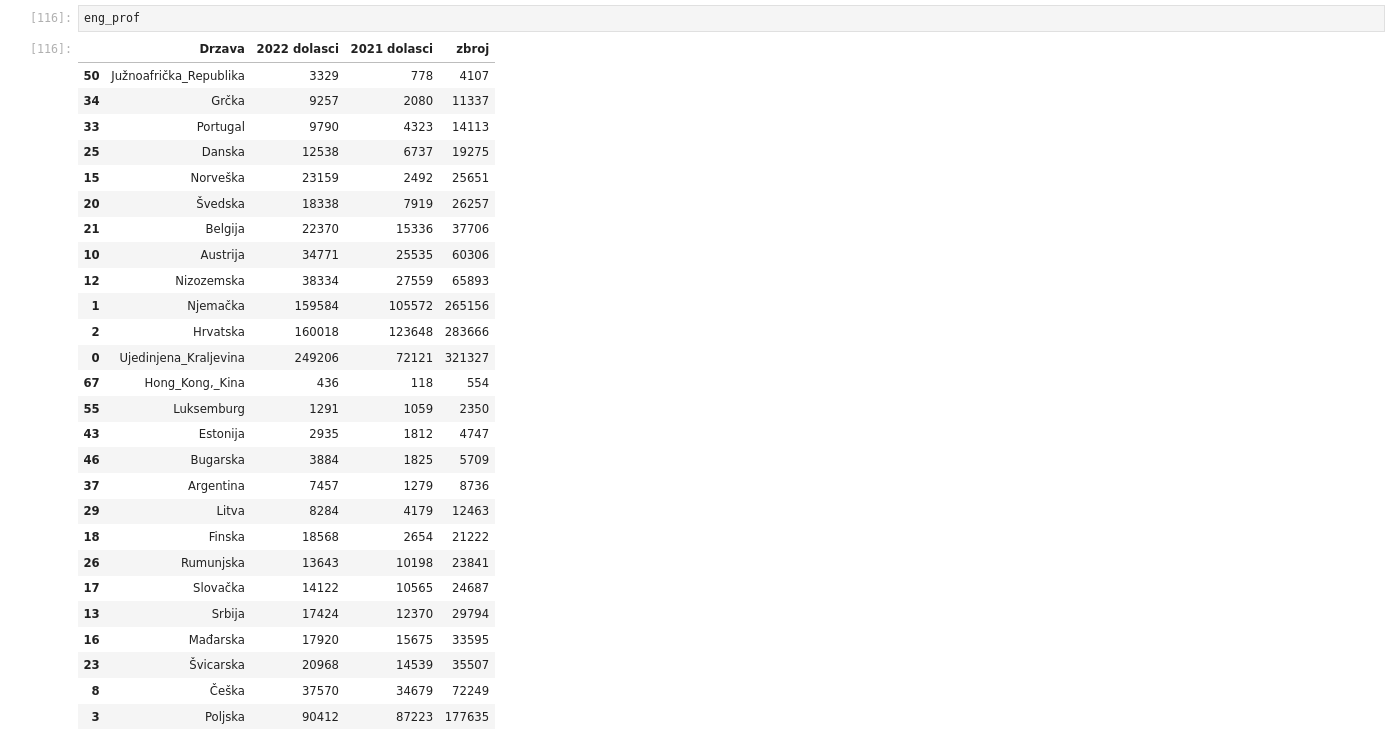 [116]: eng_prof
[116]: Drzava 2022 dolasci 2021 dolasci zbroj
50 Južnoafrička_Republika 3329 778 4107
34 Grčka 9257 2080 11337
33 Portugal 9790 4323 14113
25 Danska 12538 6737 19275
15 Norveška 23159 2492 25651
20 Švedska 18338 7919 26257
21 Belgija 22370 15336 37706
10 Austrija 34771 25535 60306
12 Nizozemska 38334 27559 65893
1 Njemačka 159584 105572 265156
2 Hrvatska 160018 123648 283666
0 Ujedinjena_Kraljevina 249206 72121 321327
67 Hong_Kong,_Kina 436 118 554
55 Luksemburg 1291 1059 2350
43 Estonija 2935 1812 4747
46 Bugarska 3884 1825 5709
37 Argentina 7457 1279 8736
29 Litva 8284 4179 12463
18 Finska 18568 2654 21222
26 Rumunjska 13643 10198 23841
17 Slovačka 14122 10565 24687
13 Srbija 17424 12370 29794
16 Mađarska 17920 15675 33595
23 Švicarska 20968 14539 35507
8 Češka 37570 34679 72249
3 Poljska 90412 87223 177635